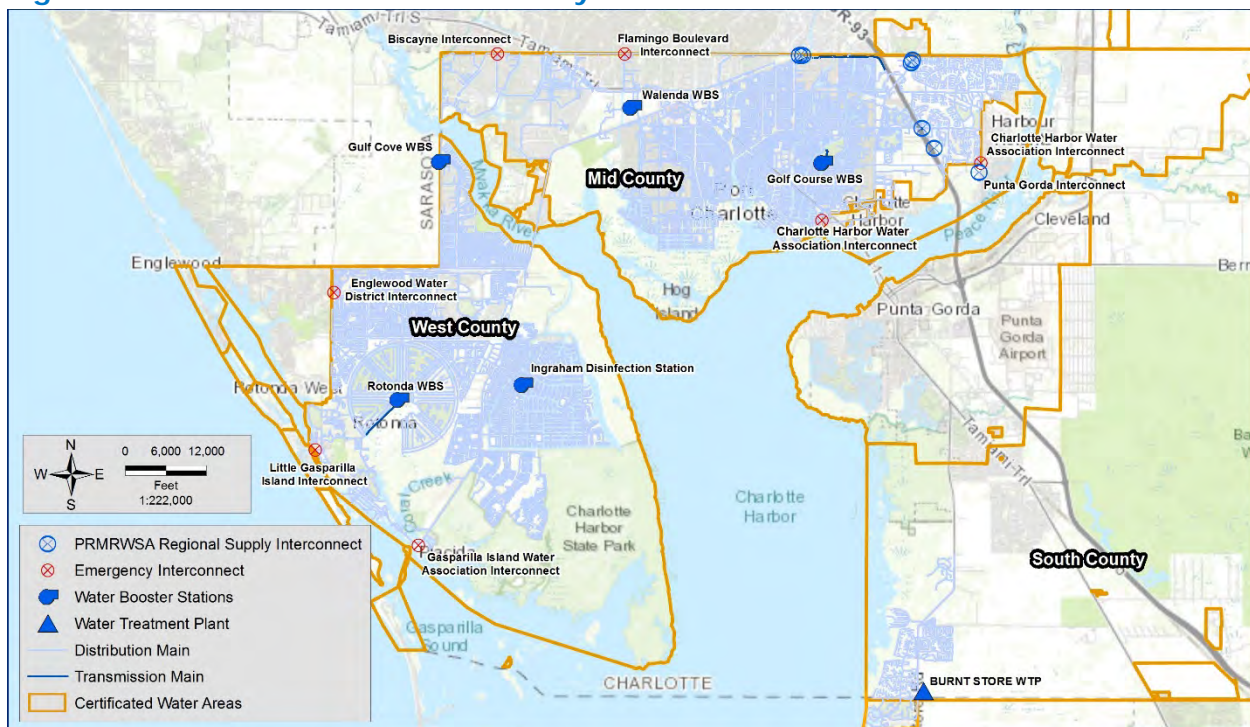 Tamiami Trl S
Biscayne Interconnect
Tamiami Trl
Flamingo Boulevard
Interconnect
SR-93
Walenda WBS
Gulf Cove WBS
SARASOTA
Myakka River
Mid County
Port
Charlotte
Golf Course WBS
Harbour
Heights
Charlotte Harbor Water
Association Interconnect
Punta Gorda Interconnect
Charlotte
Harbor
Peace River
Cleveland
Charlotte Harbor Water
Association Interconnect
Englewood
Englewood Water
District Interconnect
Hog
Island
Punta Gorda
Punta
Gorda
Airport
West County
Ingraham Disinfection Station
Rotonda West
Rotonda WBS
Rotonda
Tamiami-Trl
N
W E
S
0 6,000 12,000
Feet
1:222,000
Little Gasparilla
Island Interconnect
Creek
Placida
Gasparilla Island Water
Association Interconnect
Charlotte
Harbor
State Park
Charlotte
Harbor
South County
Gasparilla
Sound
CHARLOTTE
BURNT STORE WTP
PRMRWSA Regional Supply Interconnect
Emergency Interconnect
Water Booster Stations
Water Treatment Plant
Distribution Main
Transmission Main
Certificated Water Areas